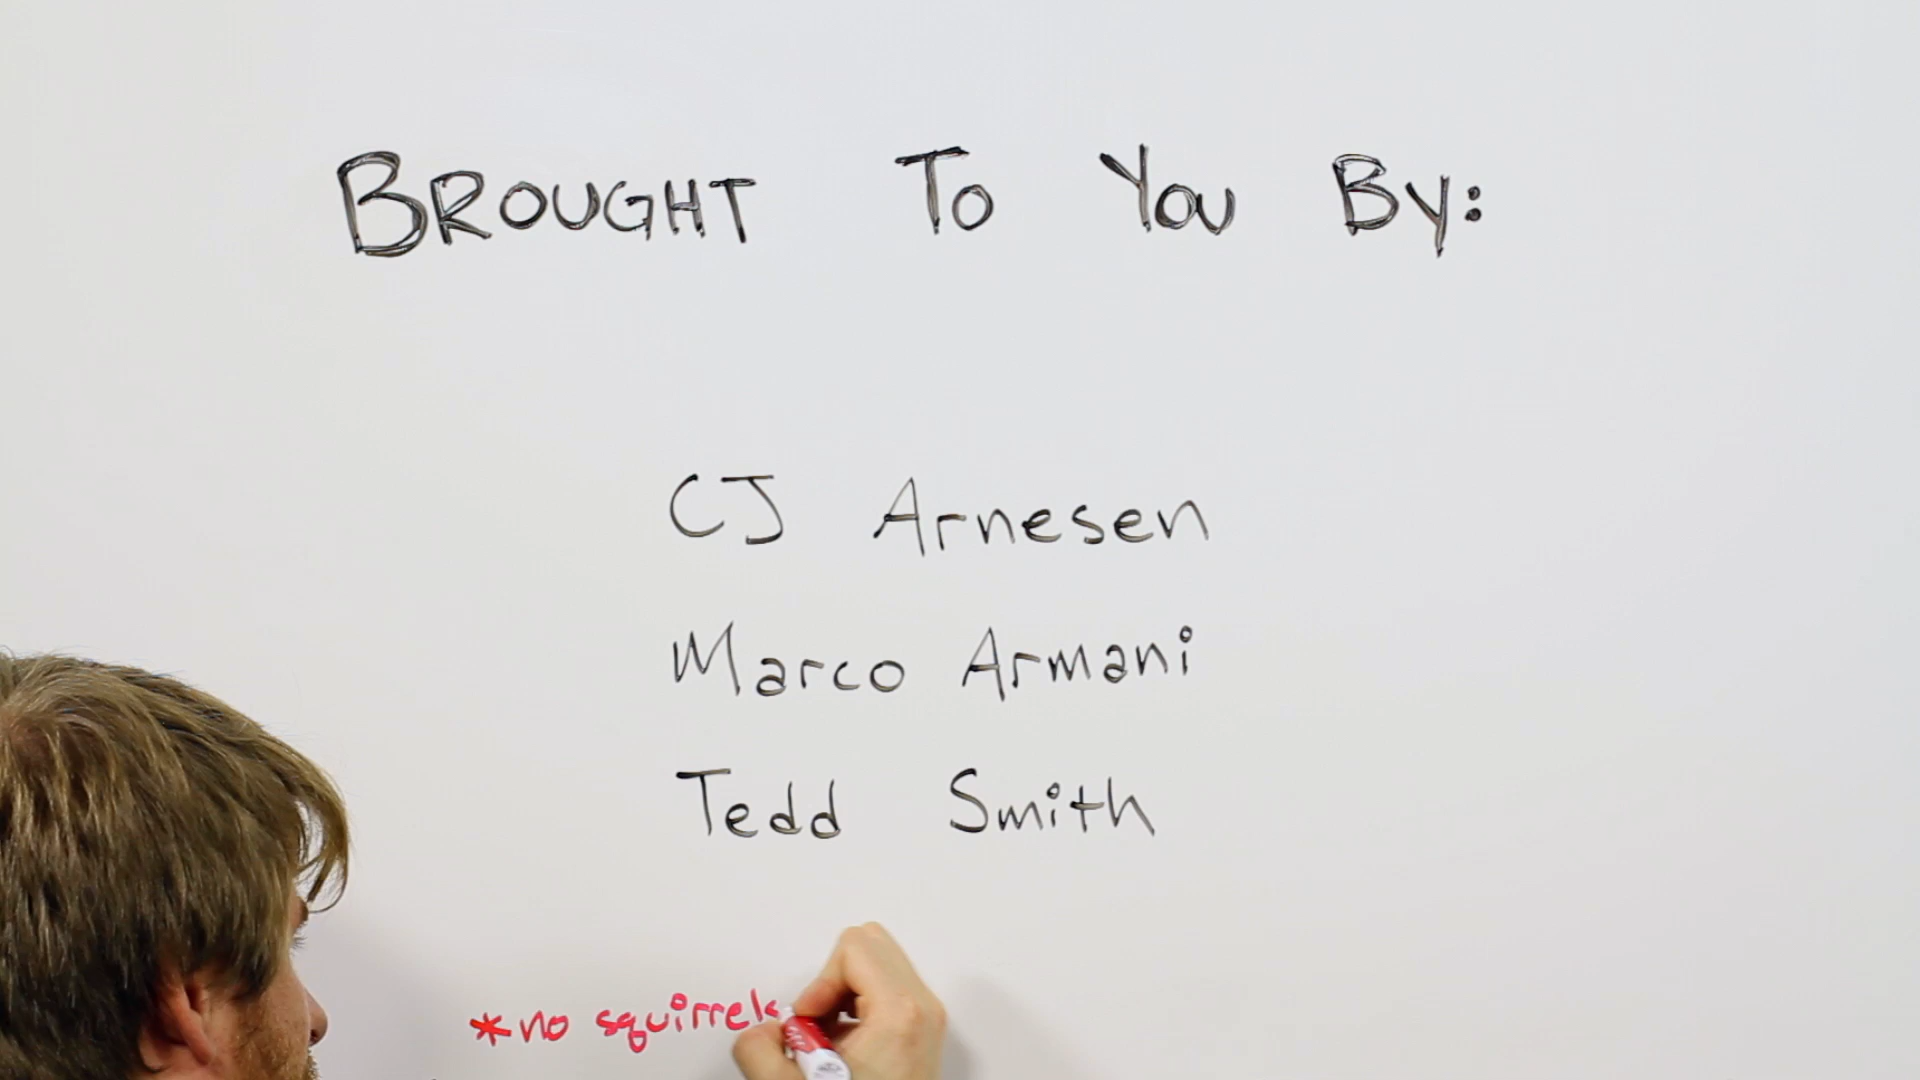 BROUGHT TO YOU BY:
CJ Arnesen
Marco Armani
Tedd Smith
*no squirrels